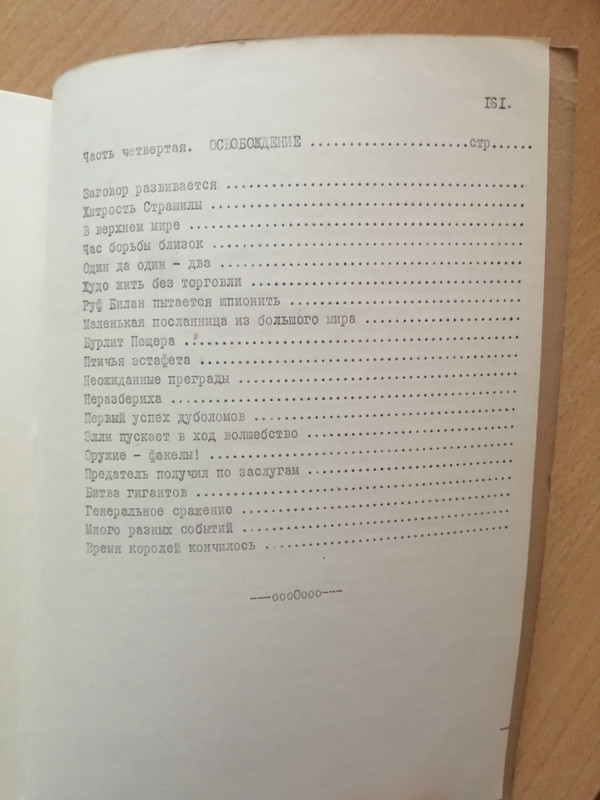 161.
Часть четвертая. ОСВОБОЖДЕНИЕ .......................стр......
Заговор развивается ........................................
Хитрость Страшилы ........................................
В верхнем мире ...........................................
Час борьбы близок ........................................
Один да один - два .......................................
Худо жить без торговли ...................................
Руф Билан пытается шпионить ..............................
Маленькая посланница из большого мира ....................
Бурлит Пещера ............................................
Птичья эстафета ..........................................
Неожиданные преграды .....................................
Неразбериха ..............................................
Первый успех дуболомов ...................................
Элли пускает в ход волшебство ............................
Оружие - факелы! .........................................
Предатель получил по заслугам ............................
Битва гигантов ...........................................
Генеральное сражение .....................................
Много разных событий .....................................
Время королей кончилось ..................................
---оооОооо---